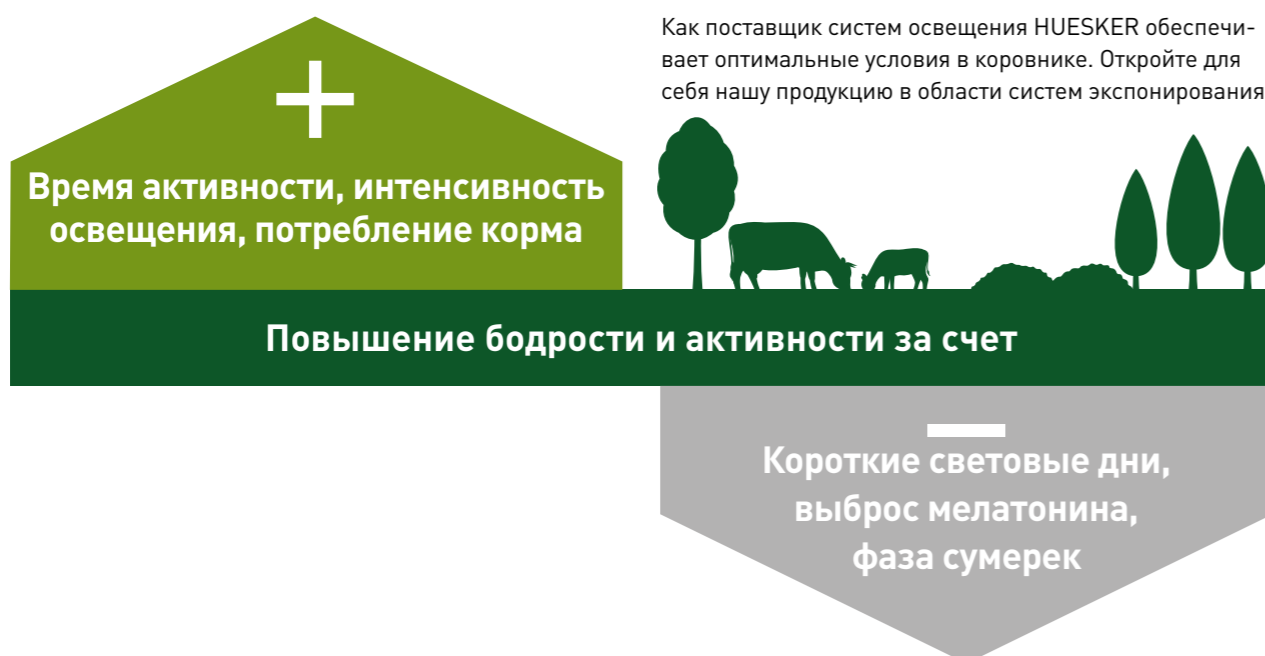 Как поставщик систем освещения HUESKER обеспечи-
вает оптимальные условия в коровнике. Откройте для
себя нашу продукцию в области систем экспонирования
+
Время активности, интенсивность
освещения, потребление корма
Повышение бодрости и активности за счет
—
Короткие световые дни,
выброс мелатонина,
фаза сумерек